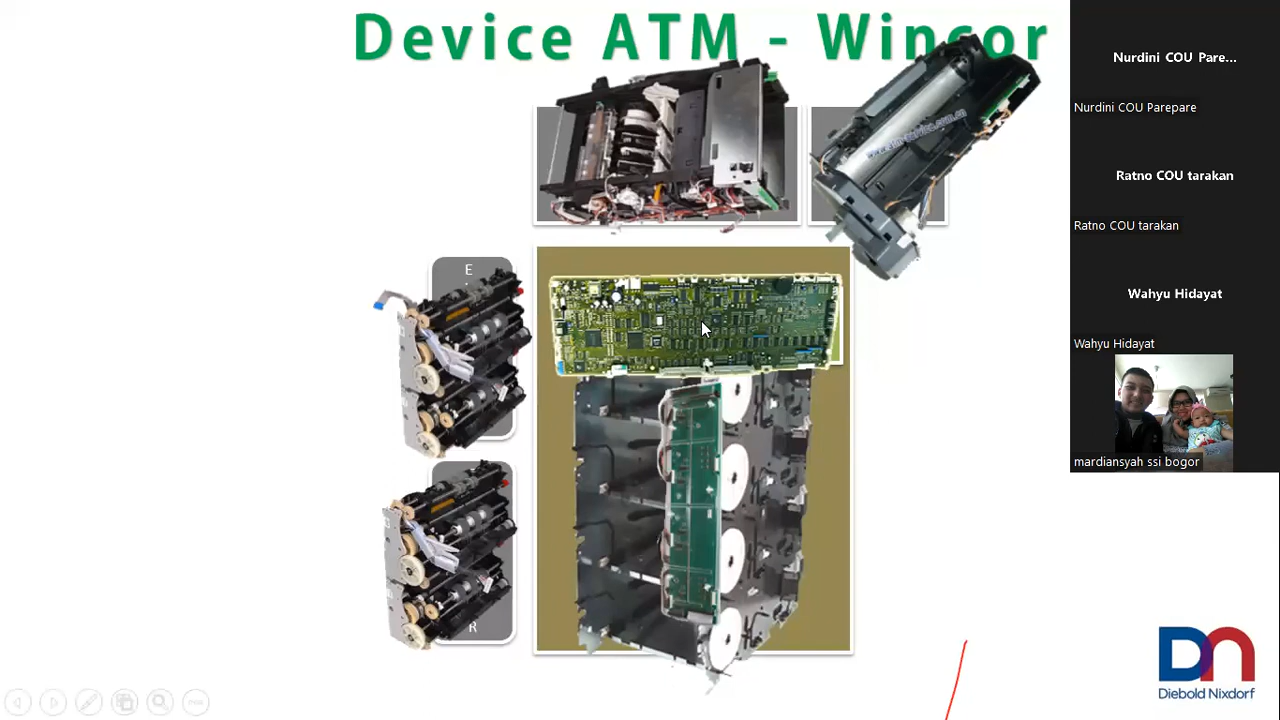 Device ATM - Wincor
Nurdini COU Pare...
Nurdini COU Parepare
Ratno COU tarakan
Ratno COU tarakan
Wahyu Hidayat
Wahyu Hidayat
mardiansyah ssi bogor
E
R
DN
Diebold Nixdorf